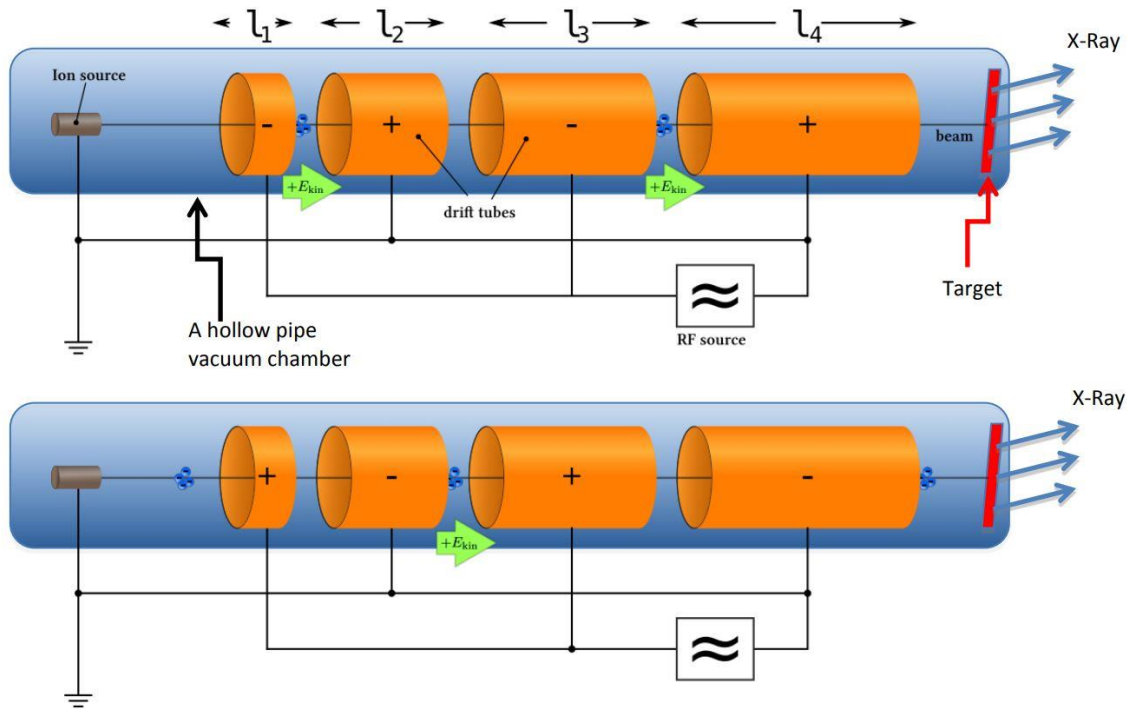 l₁ l₂ l₃ l₄
X-Ray
Ion source
- + - +
beam
+Eₖᵢₙ +Eₖᵢₙ
drift tubes
Target
≈
RF source
A hollow pipe
vacuum chamber
X-Ray
+ - + -
+Eₖᵢₙ
≈